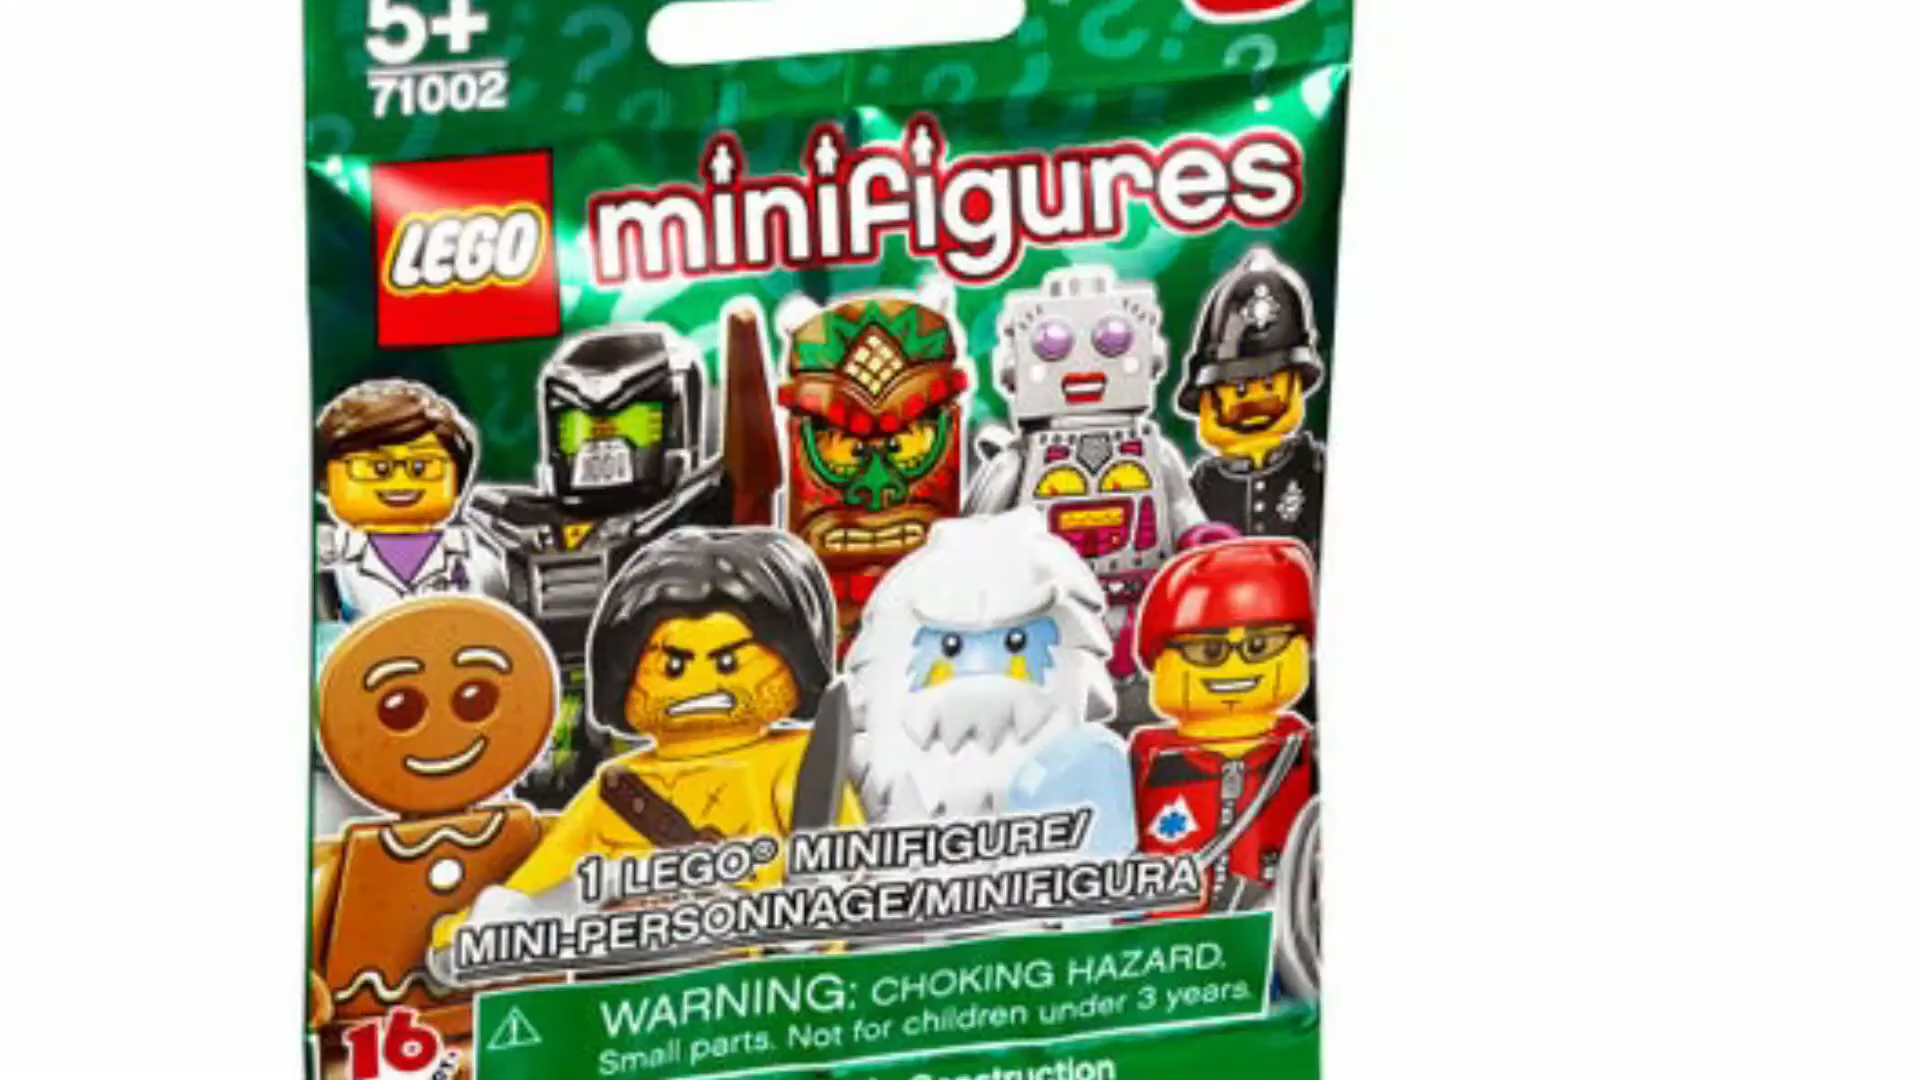 5+
71002
LEGO
minifigures
1 LEGO® MINIFIGURE/
MINI-PERSONNAGE/MINIFIGURA
WARNING: CHOKING HAZARD.
Small parts. Not for children under 3 years.
16
Construction